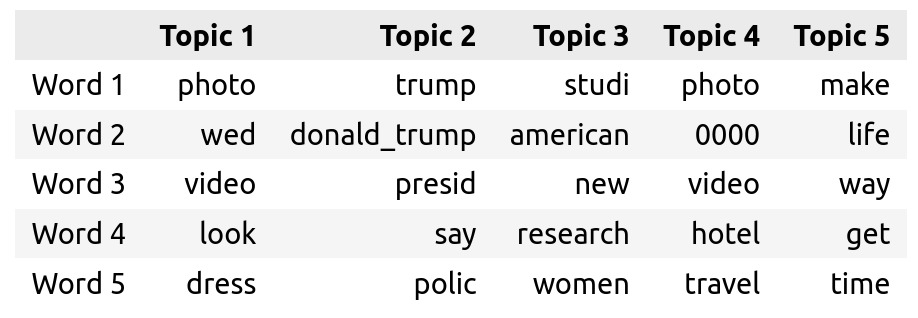 Topic 1 Topic 2 Topic 3 Topic 4 Topic 5
Word 1 photo trump studi photo make
Word 2 wed donald_trump american 0000 life
Word 3 video presid new video way
Word 4 look say research hotel get
Word 5 dress polic women travel time